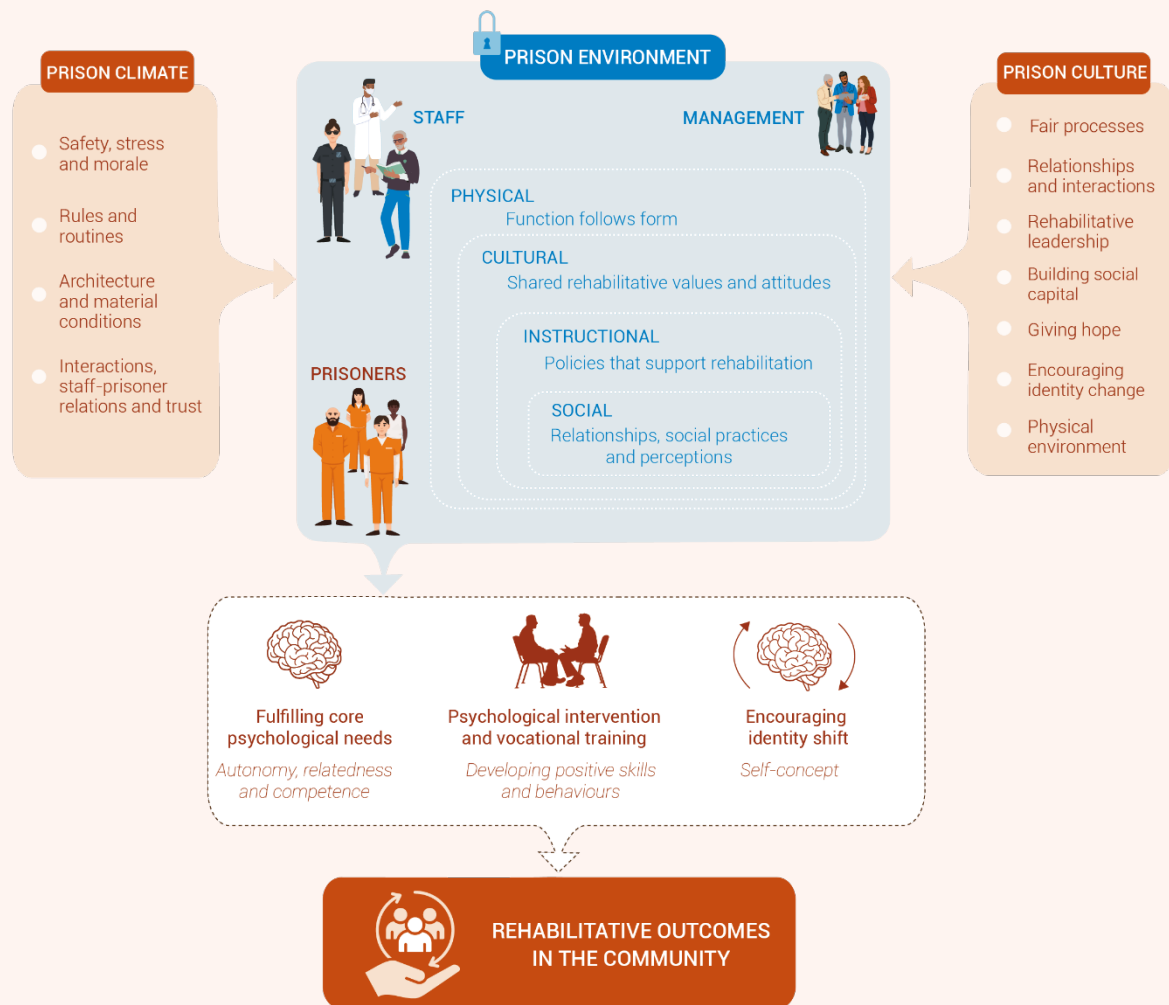 PRISON CLIMATE
Safety, stress
and morale
Rules and
routines
Architecture
and material
conditions
Interactions,
staff-prisoner
relations and trust
PRISON ENVIRONMENT
STAFF
MANAGEMENT
PHYSICAL
Function follows form
CULTURAL
Shared rehabilitative values and attitudes
INSTRUCTIONAL
Policies that support rehabilitation
SOCIAL
Relationships, social practices
and perceptions
PRISONERS
PRISON CULTURE
Fair processes
Relationships
and interactions
Rehabilitative
leadership
Building social
capital
Giving hope
Encouraging
identity change
Physical
environment
Fulfilling core
psychological needs
Autonomy, relatedness
and competence
Psychological intervention
and vocational training
Developing positive skills
and behaviours
Encouraging
identity shift
Self-concept
REHABILITATIVE OUTCOMES
IN THE COMMUNITY